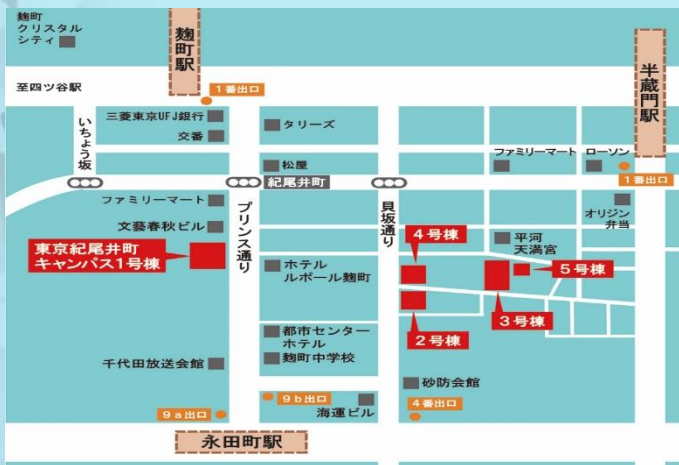 麹町
クリスタル
シティ
麹町駅
半蔵門駅
至四ツ谷駅
1番出口
いちょう坂
三菱東京UFJ銀行
交番
タリーズ
松屋
ファミリーマート
ローソン
1番出口
紀尾井町
ファミリーマート
文藝春秋ビル
プリンス通り
貝坂通り
オリジン
弁当
東京紀尾井町
キャンパス1号棟
4号棟
平河
天満宮
5号棟
ホテル
ルポール麹町
3号棟
2号棟
都市センター
ホテル
麹町中学校
千代田放送会館
砂防会館
9b出口
海運ビル
4番出口
9a出口
永田町駅